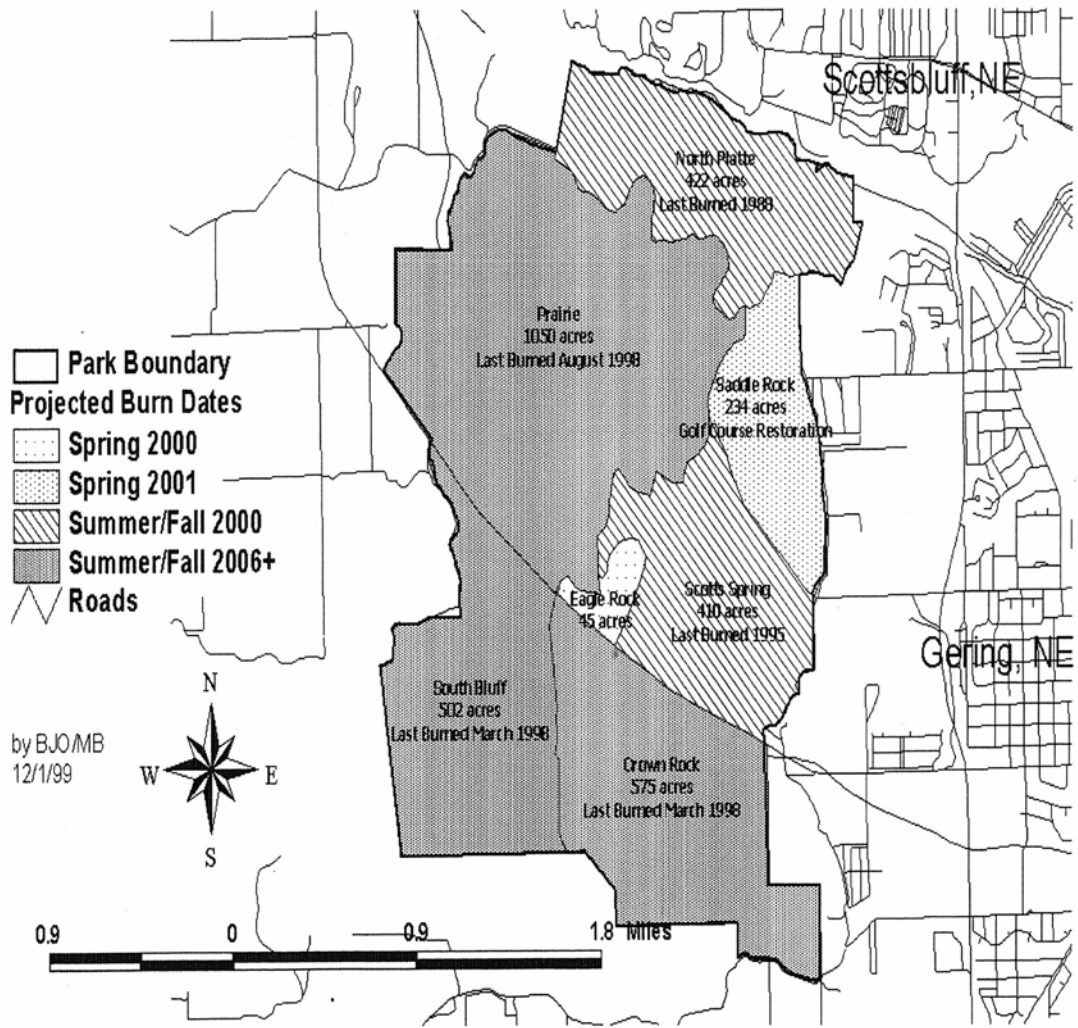 Scottsbluff, NE
North Platte
422 acres
Last Burned 1988
Prairie
1050 acres
Last Burned August 1998
Saddle Rock
234 acres
Golf Course Restoration
Park Boundary
Projected Burn Dates
Spring 2000
Spring 2001
Summer/Fall 2000
Summer/Fall 2006+
Roads
Eagle Rock
45 acres
Scotts Spring
410 acres
Last Burned 1995
Gering, NE
South Bluff
502 acres
Last Burned March 1998
Crown Rock
575 acres
Last Burned March 1998
by BJO/MB
12/1/99
N
W
E
S
0.9 0 0.9 1.8 Miles